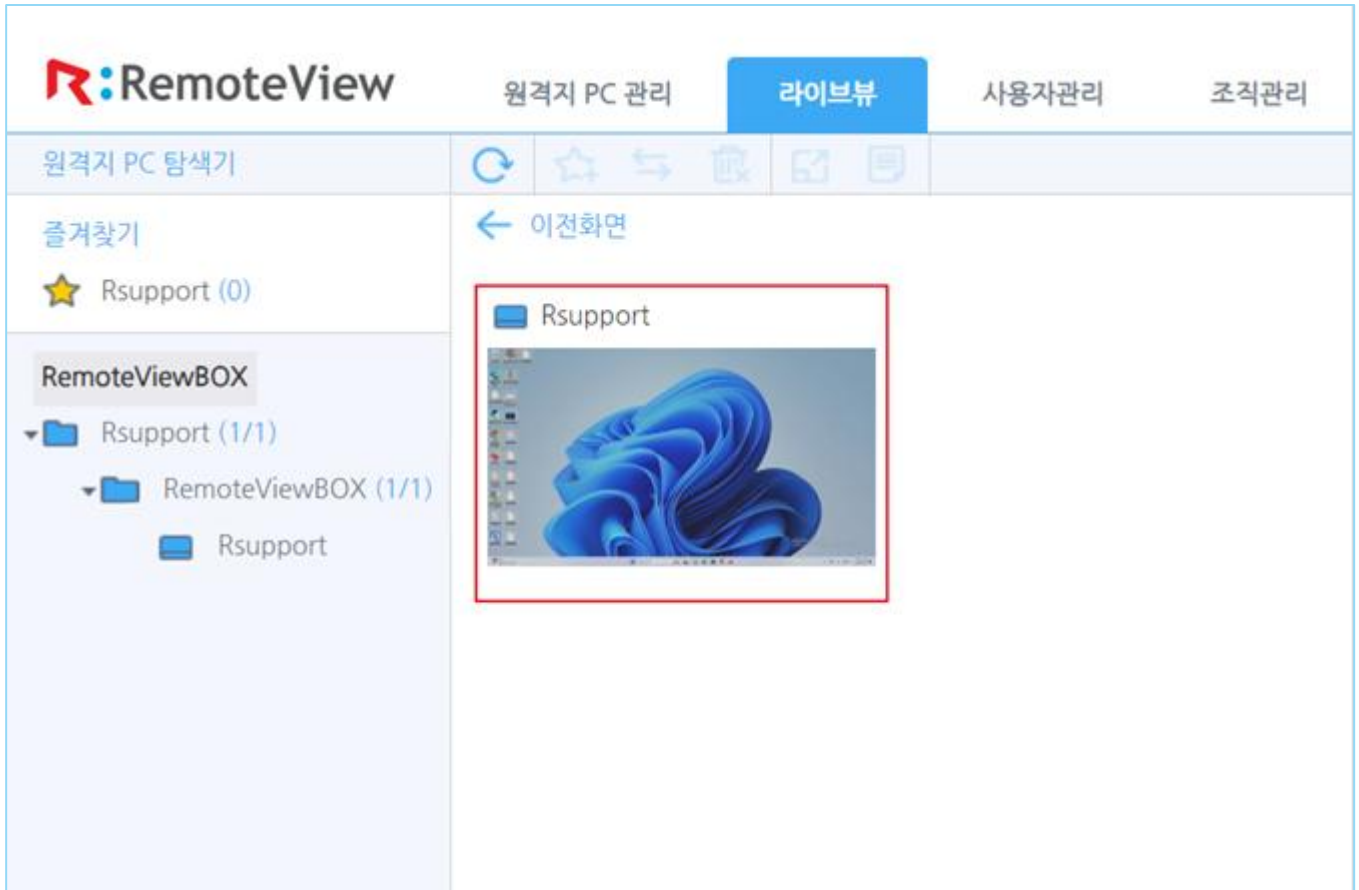 R:RemoteView
원격지 PC 관리
라이브뷰
사용자관리
조직관리
원격지 PC 탐색기
즐겨찾기
Rsupport (0)
RemoteViewBOX
Rsupport (1/1)
RemoteViewBOX (1/1)
Rsupport
이전화면
Rsupport